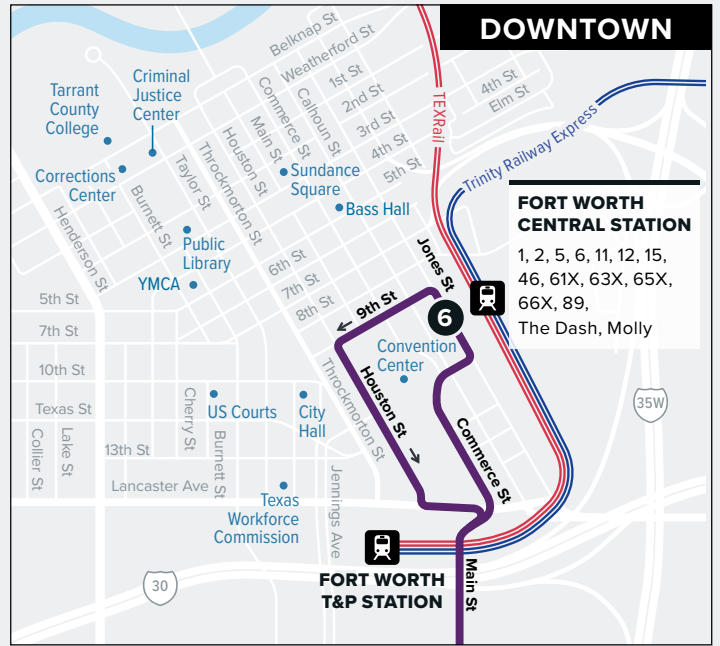 DOWNTOWN
Belknap St
Weatherford St
1st St
2nd St
3rd St
4th St
5th St
4th St
Elm St
Commerce St
Calhoun St
Main St
Houston St
Throckmorton St
Taylor St
Burnett St
Henderson St
TEXRail
Trinity Railway Express
Tarrant
County
College
Criminal
Justice
Center
Corrections
Center
Sundance
Square
Bass Hall
Public
Library
YMCA
FORT WORTH
CENTRAL STATION
1, 2, 5, 6, 11, 12, 15,
46, 61X, 63X, 65X,
66X, 89,
The Dash, Molly
Jones St
6th St
7th St
8th St
9th St
6
5th St
7th St
10th St
Texas St
13th St
Lancaster Ave
Collier St
Lake St
Cherry St
Burnett St
Throckmorton St
Jennings Ave
Convention
Center
Houston St
Commerce St
US Courts
City
Hall
Texas
Workforce
Commission
35W
30
FORT WORTH
T&P STATION
Main St